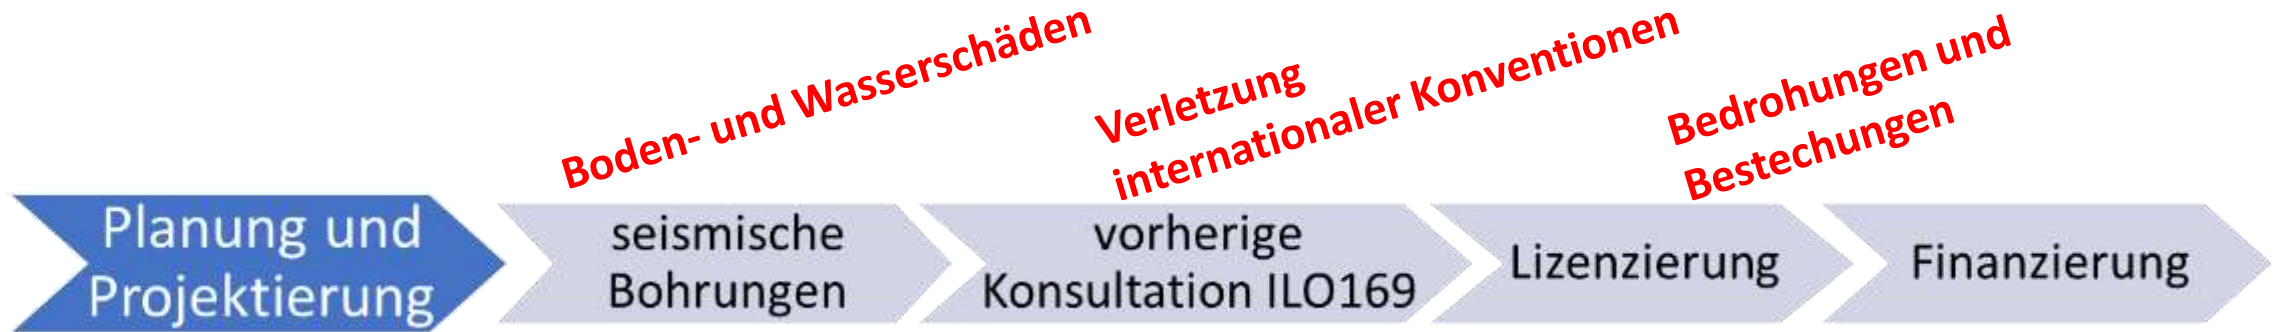 Boden- und Wasserschäden
Verletzung
internationaler Konventionen
Bedrohungen und
Bestechungen
Planung und
Projektierung
seismische
Bohrungen
vorherige
Konsultation ILO169
Lizenzierung
Finanzierung